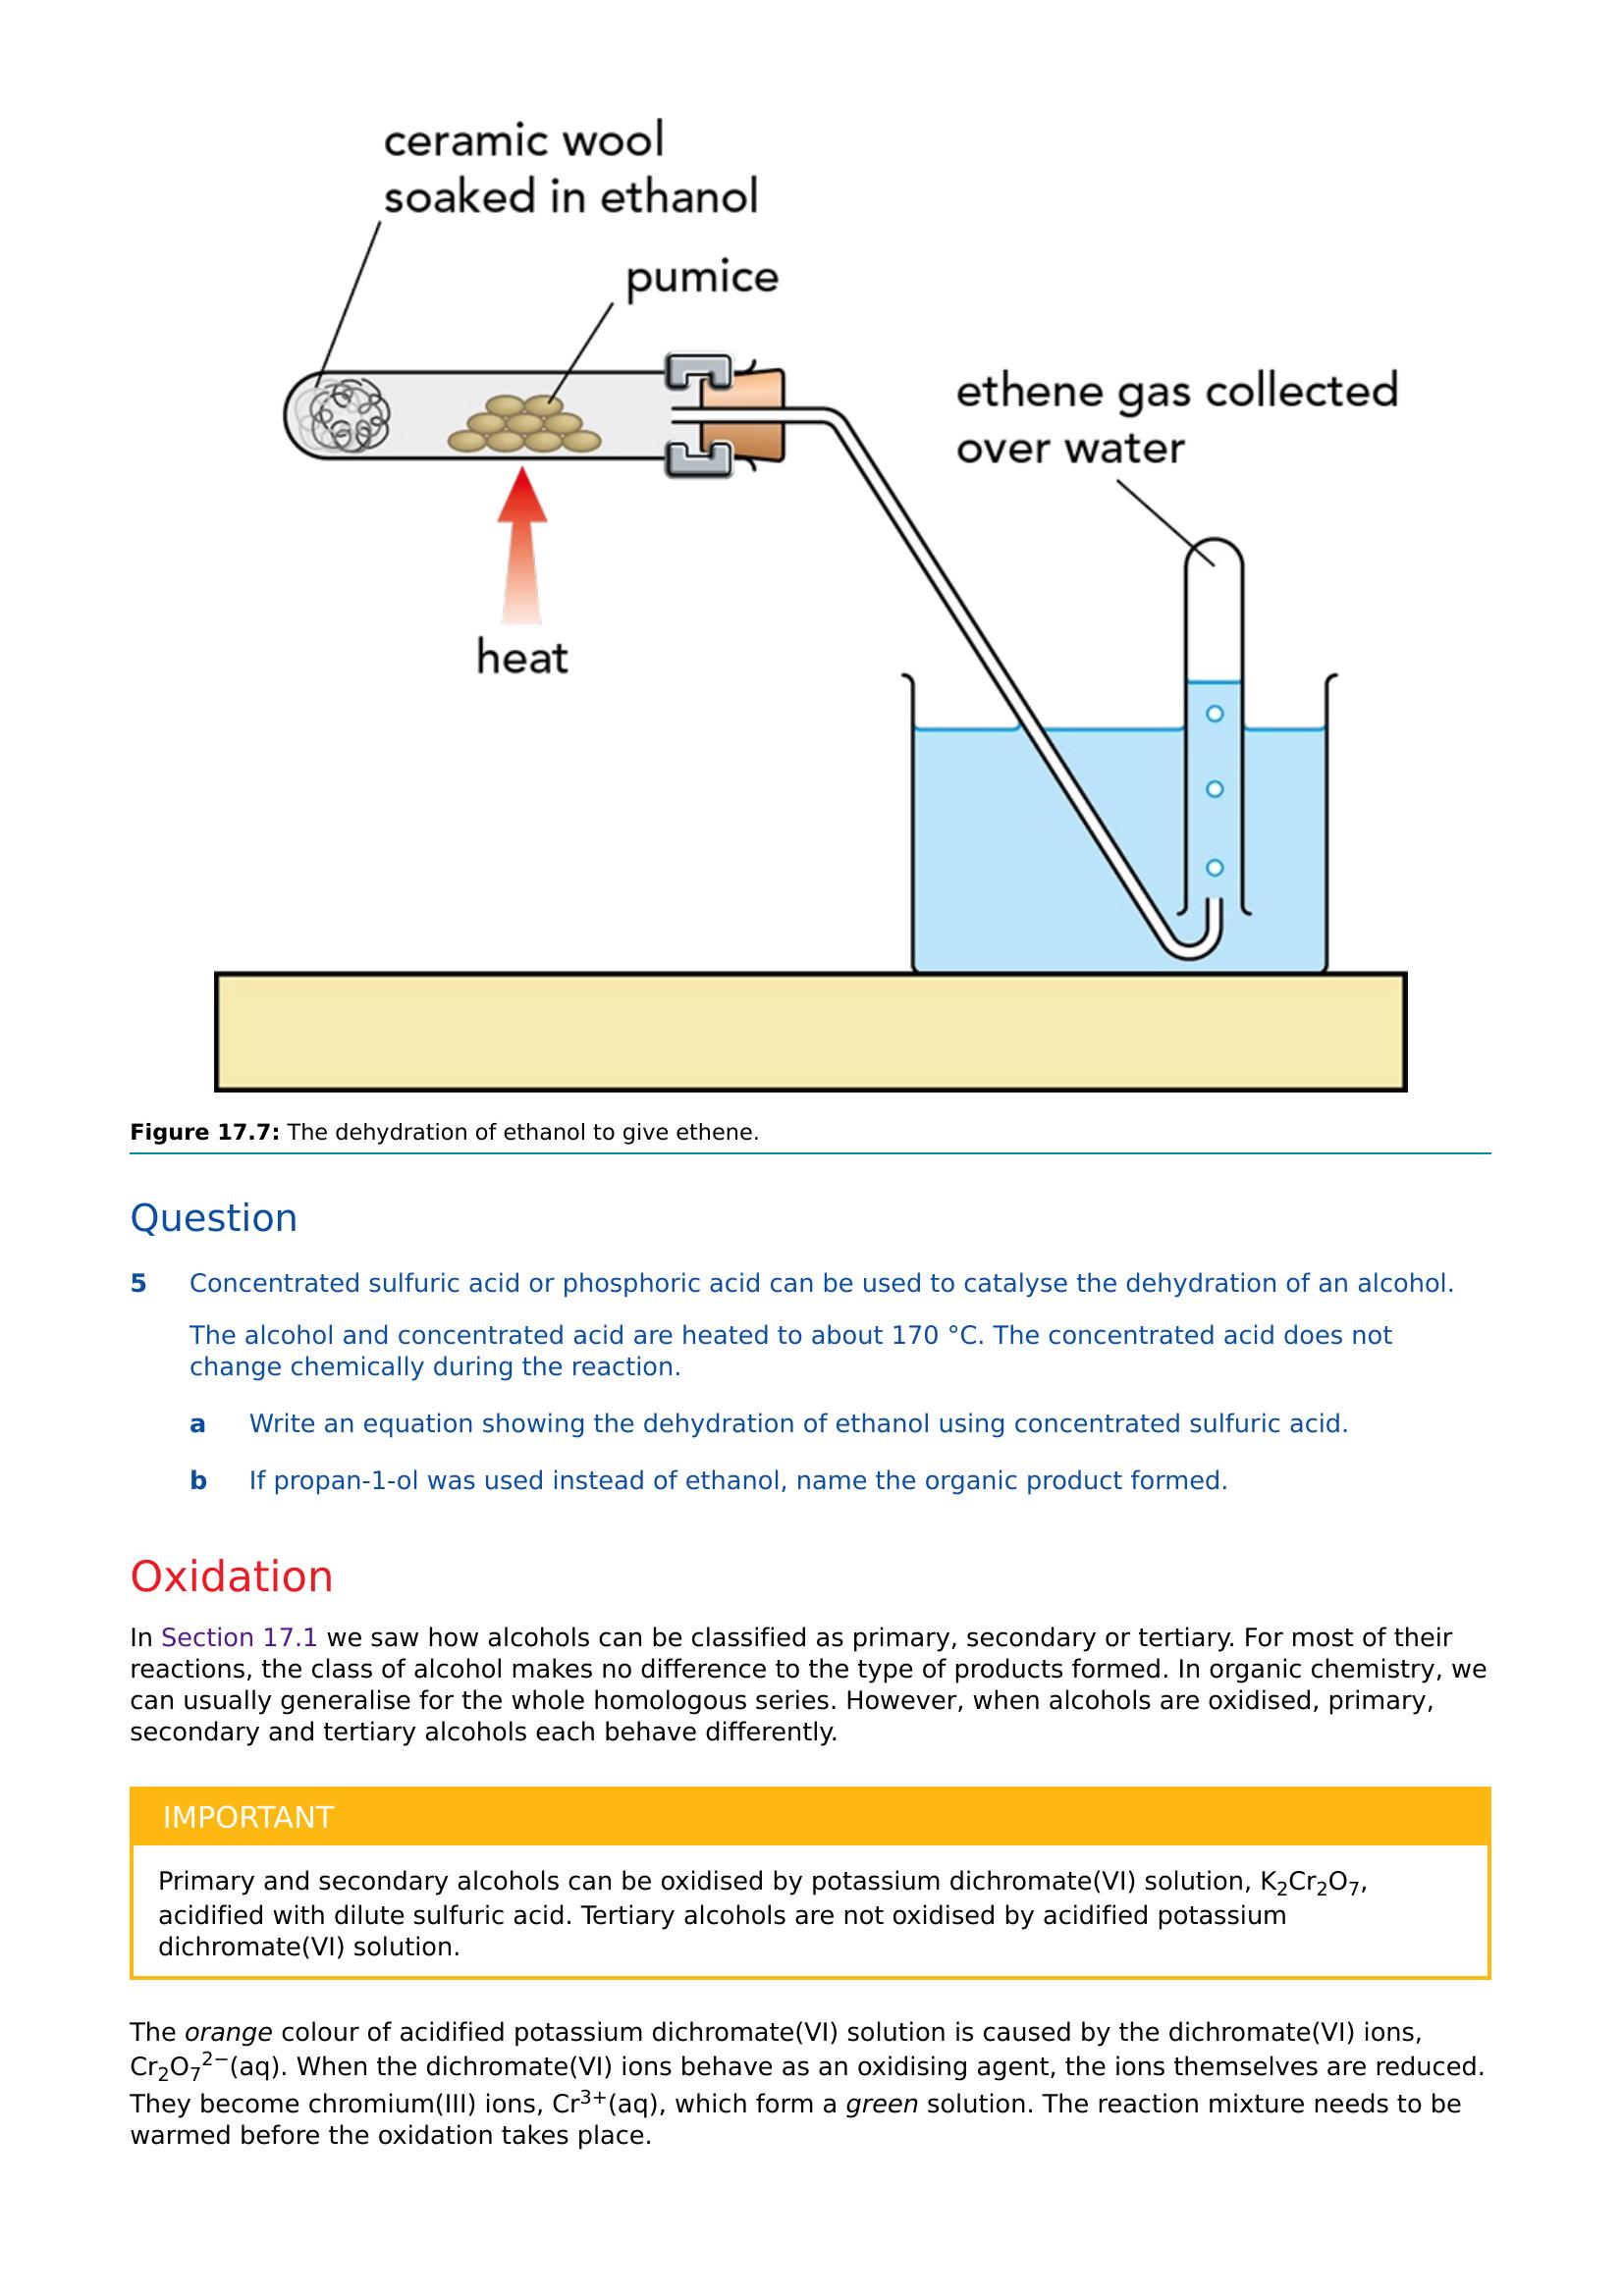 ceramic wool
soaked in ethanol
pumice
ethene gas collected
over water
heat
Figure 17.7: The dehydration of ethanol to give ethene.
Question
5 Concentrated sulfuric acid or phosphoric acid can be used to catalyse the dehydration of an alcohol.
The alcohol and concentrated acid are heated to about 170 °C. The concentrated acid does not
change chemically during the reaction.
a Write an equation showing the dehydration of ethanol using concentrated sulfuric acid.
b If propan-1-ol was used instead of ethanol, name the organic product formed.
Oxidation
In Section 17.1 we saw how alcohols can be classified as primary, secondary or tertiary. For most of their
reactions, the class of alcohol makes no difference to the type of products formed. In organic chemistry, we
can usually generalise for the whole homologous series. However, when alcohols are oxidised, primary,
secondary and tertiary alcohols each behave differently.
IMPORTANT
Primary and secondary alcohols can be oxidised by potassium dichromate(VI) solution, K₂Cr₂O₇,
acidified with dilute sulfuric acid. Tertiary alcohols are not oxidised by acidified potassium
dichromate(VI) solution.
The orange colour of acidified potassium dichromate(VI) solution is caused by the dichromate(VI) ions,
Cr₂O₇²⁻(aq). When the dichromate(VI) ions behave as an oxidising agent, the ions themselves are reduced.
They become chromium(III) ions, Cr³⁺(aq), which form a green solution. The reaction mixture needs to be
warmed before the oxidation takes place.